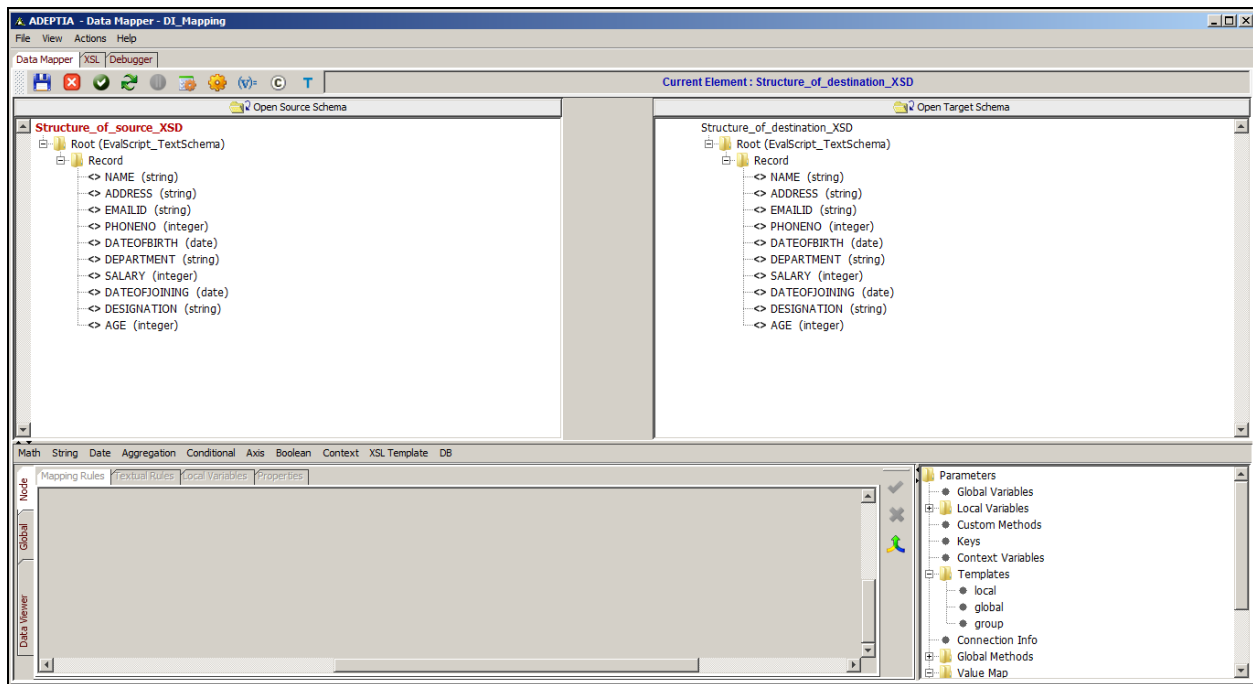 ADEPTIA - Data Mapper - DI_Mapping
File View Actions Help
Data Mapper XSL Debugger
(∇)= © T Current Element : Structure_of_destination_XSD
Open Source Schema
Structure_of_source_XSD
Root (EvalScript_TextSchema)
Record
<> NAME (string)
<> ADDRESS (string)
<> EMAILID (string)
<> PHONENO (integer)
<> DATEOFBIRTH (date)
<> DEPARTMENT (string)
<> SALARY (integer)
<> DATEOFJOINING (date)
<> DESIGNATION (string)
<> AGE (integer)
Open Target Schema
Structure_of_destination_XSD
Root (EvalScript_TextSchema)
Record
<> NAME (string)
<> ADDRESS (string)
<> EMAILID (string)
<> PHONENO (integer)
<> DATEOFBIRTH (date)
<> DEPARTMENT (string)
<> SALARY (integer)
<> DATEOFJOINING (date)
<> DESIGNATION (string)
<> AGE (integer)
Math String Date Aggregation Conditional Axis Boolean Context XSL Template DB
Node
Global
Data Viewer
Mapping Rules Textual Rules Local Variables Properties
Parameters
Global Variables
Local Variables
Custom Methods
Keys
Context Variables
Templates
local
global
group
Connection Info
Global Methods
Value Map